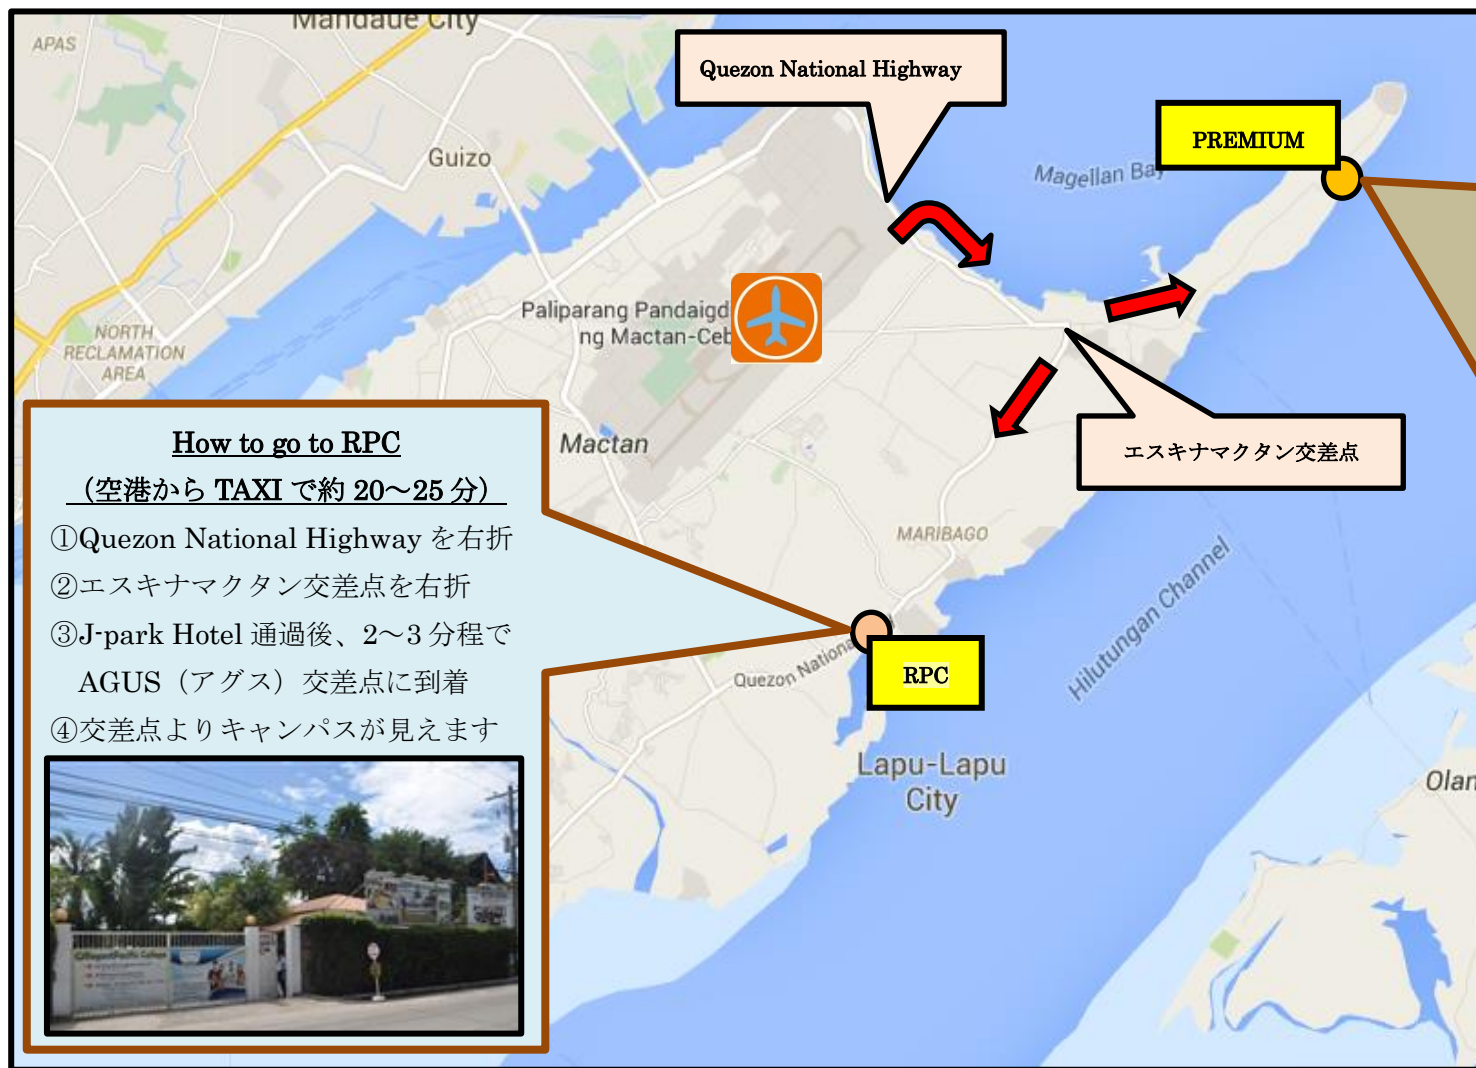 Mandaue City
APAS
Quezon National Highway
PREMIUM
Guizo
Magellan Bay
Paliparang Pandaigd
ng Mactan-Ceb
NORTH
RECLAMATION
AREA
Mactan
エスキナマクタン交差点
How to go to RPC
（空港から TAXI で約 20～25 分）
①Quezon National Highway を右折
②エスキナマクタン交差点を右折
③J-park Hotel 通過後、2～3 分程で
AGUS（アグス）交差点に到着
④交差点よりキャンパスが見えます
MARIBAGO
Hilutungan Channel
Quezon National
RPC
Lapu-Lapu
City
Olan